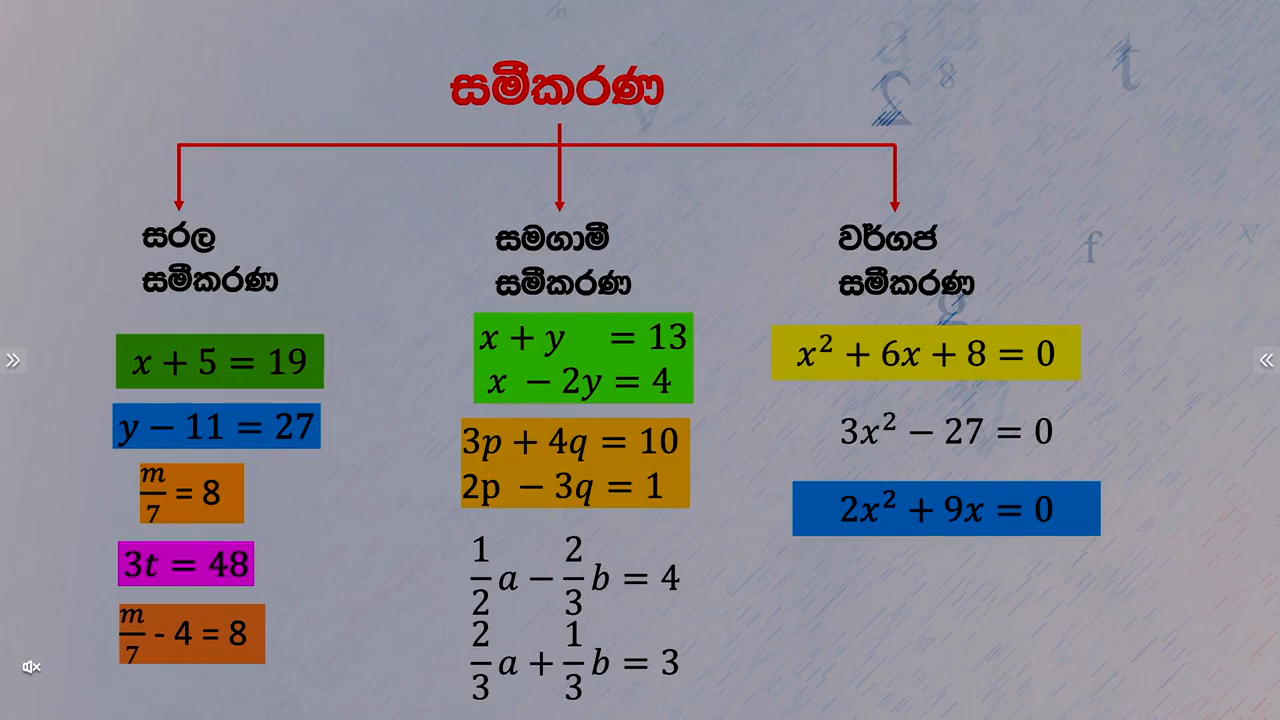 සමීකරණ
සරල
සමීකරණ
x + 5 = 19
y − 11 = 27
m/7 = 8
3t = 48
m/7 - 4 = 8
සමගාමී
සමීකරණ
x + y = 13
x − 2y = 4
3p + 4q = 10
2p − 3q = 1
1/2 a − 2/3 b = 4
2/3 a + 1/3 b = 3
වර්ගජ
සමීකරණ
x² + 6x + 8 = 0
3x² − 27 = 0
2x² + 9x = 0